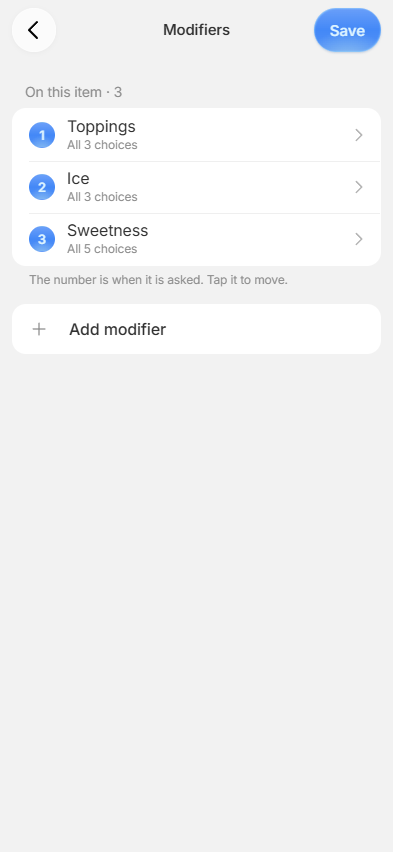 Modifiers
Save
On this item · 3
1
Toppings
All 3 choices
2
Ice
All 3 choices
3
Sweetness
All 5 choices
The number is when it is asked. Tap it to move.
Add modifier